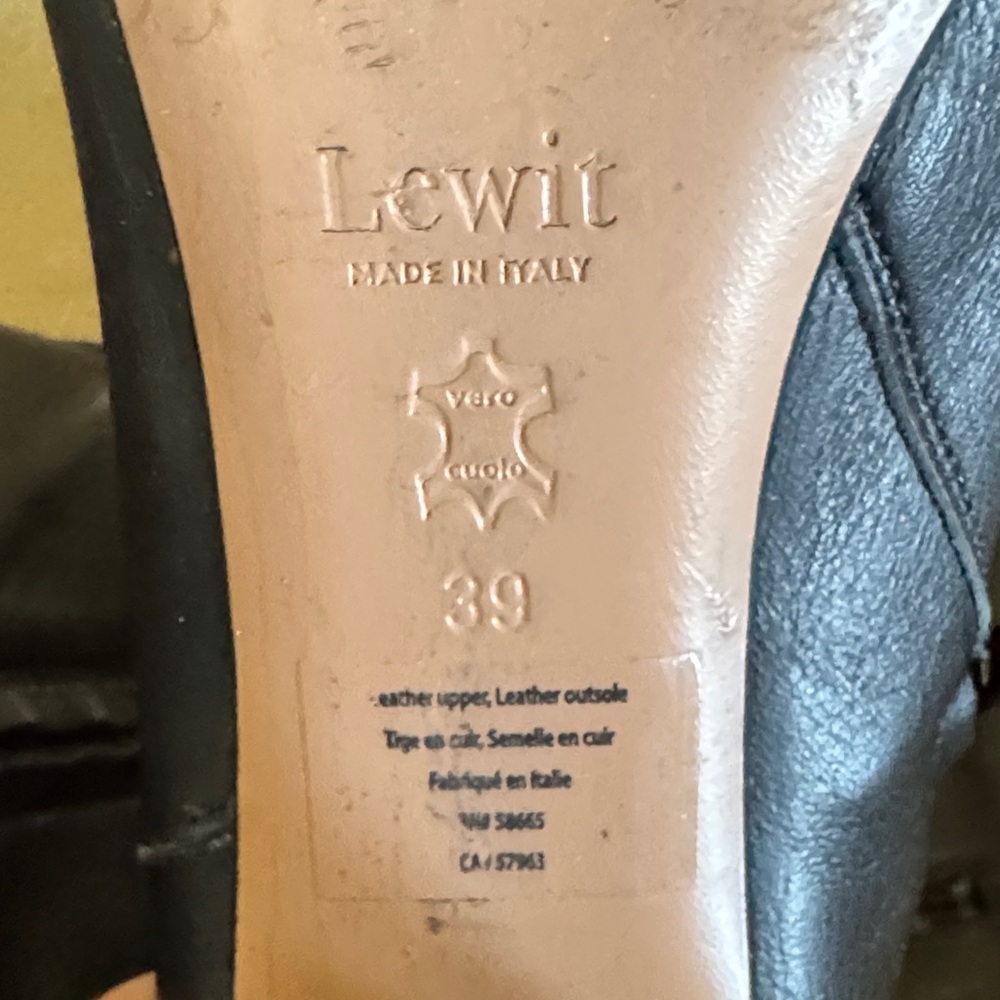 Lewit
MADE IN ITALY
vero
cuoio
39
eather upper, Leather outsole
Tige en cuir, Semelle en cuir
Fabriqué en Italie
58665
CA / 57963